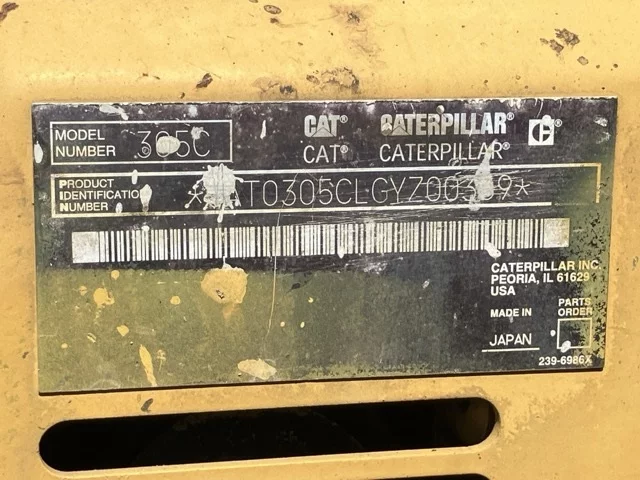 MODEL NUMBER 305C
CAT® CATERPILLAR® C
CAT® CATERPILLAR®
PRODUCT IDENTIFICATION NUMBER
CATERPILLAR INC.
PEORIA, IL 61629
USA
MADE IN
PARTS ORDER
JAPAN
239-6986X